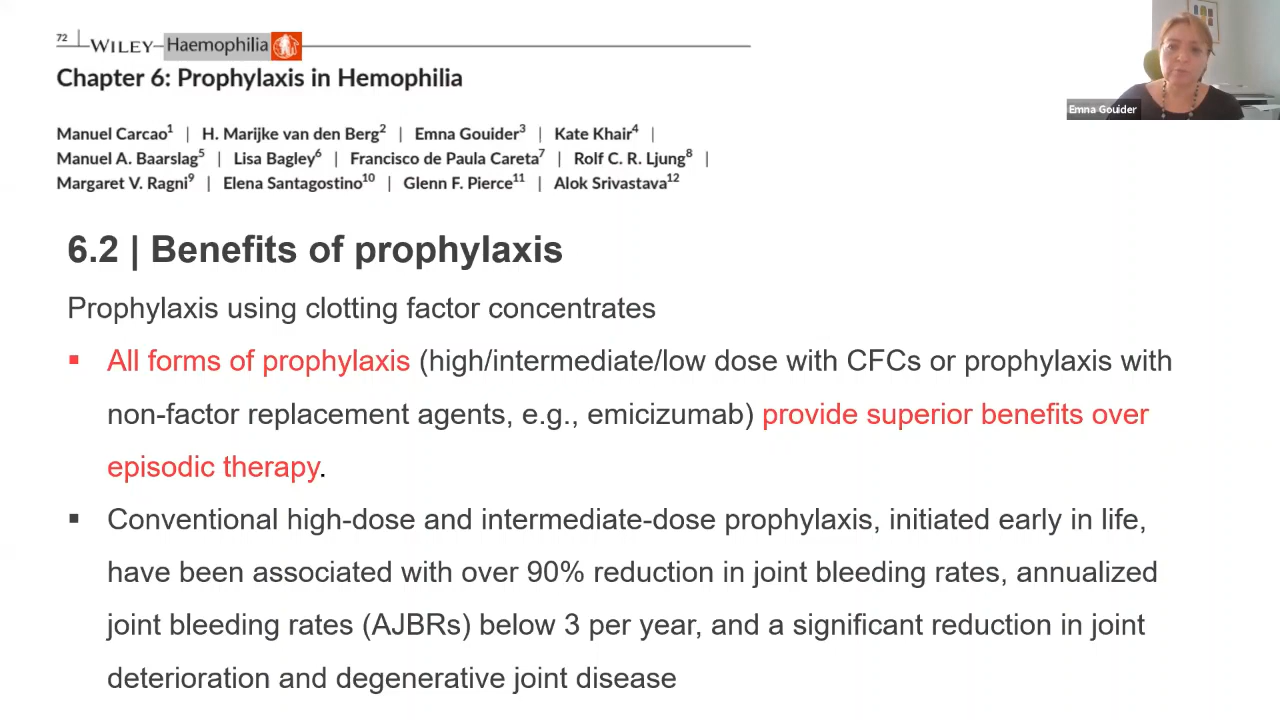 72 WILEY Haemophilia
Chapter 6: Prophylaxis in Hemophilia
Emna Gouider
Manuel Carcao1 | H. Marijke van den Berg2 | Emna Gouider3 | Kate Khair4 |
Manuel A. Baarslag5 | Lisa Bagley6 | Francisco de Paula Careta7 | Rolf C. R. Ljung8 |
Margaret V. Ragni9 | Elena Santagostino10 | Glenn F. Pierce11 | Alok Srivastava12
6.2 | Benefits of prophylaxis
Prophylaxis using clotting factor concentrates
▪ All forms of prophylaxis (high/intermediate/low dose with CFCs or prophylaxis with
non-factor replacement agents, e.g., emicizumab) provide superior benefits over
episodic therapy.
▪ Conventional high-dose and intermediate-dose prophylaxis, initiated early in life,
have been associated with over 90% reduction in joint bleeding rates, annualized
joint bleeding rates (AJBRs) below 3 per year, and a significant reduction in joint
deterioration and degenerative joint disease